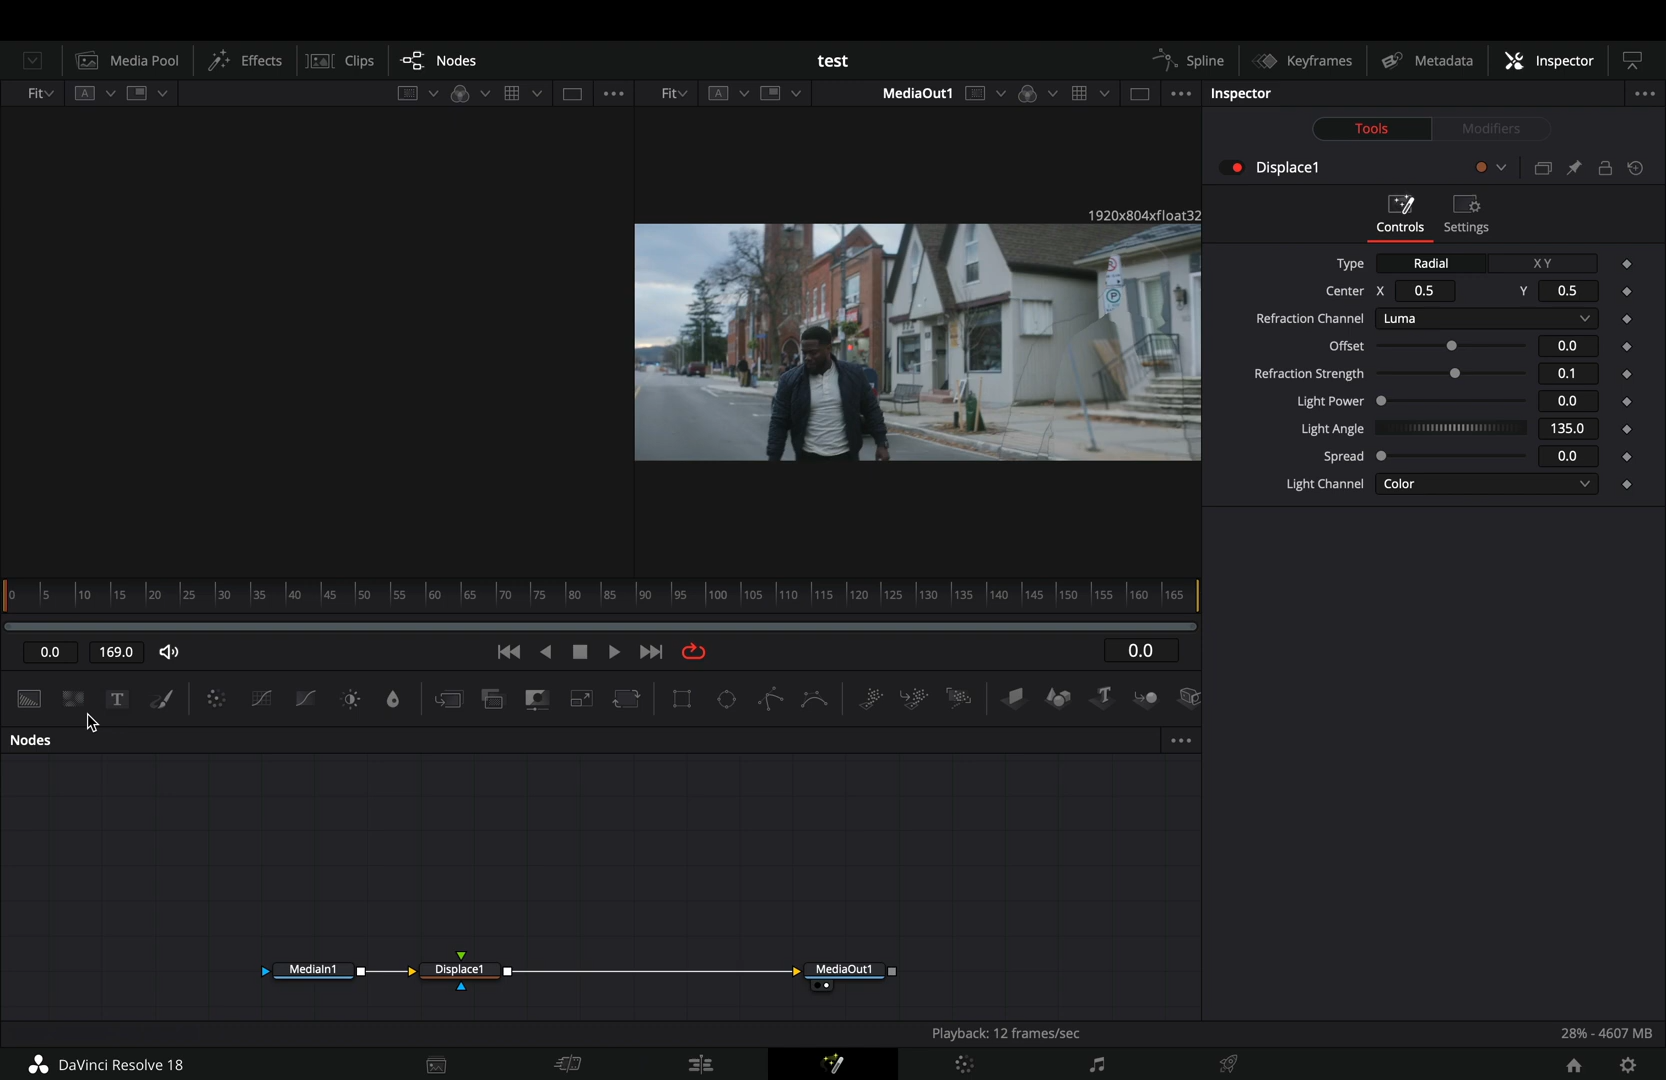 Media Pool Effects Clips Nodes test Spline Keyframes Metadata Inspector
Fit A Fit A MediaOut1 Inspector
Tools Modifiers
Displace1
1920x804xfloat32
Controls Settings
Type Radial X Y
Center X 0.5 Y 0.5
Refraction Channel Luma
Offset 0.0
Refraction Strength 0.1
Light Power 0.0
Light Angle 135.0
Spread 0.0
Light Channel Color
P
0 5 10 15 20 25 30 35 40 45 50 55 60 65 70 75 80 85 90 95 100 105 110 115 120 125 130 135 140 145 150 155 160 165
0.0 169.0 0.0
T T
Nodes
MediaIn1 Displace1 MediaOut1
Playback: 12 frames/sec 28% - 4607 MB
DaVinci Resolve 18